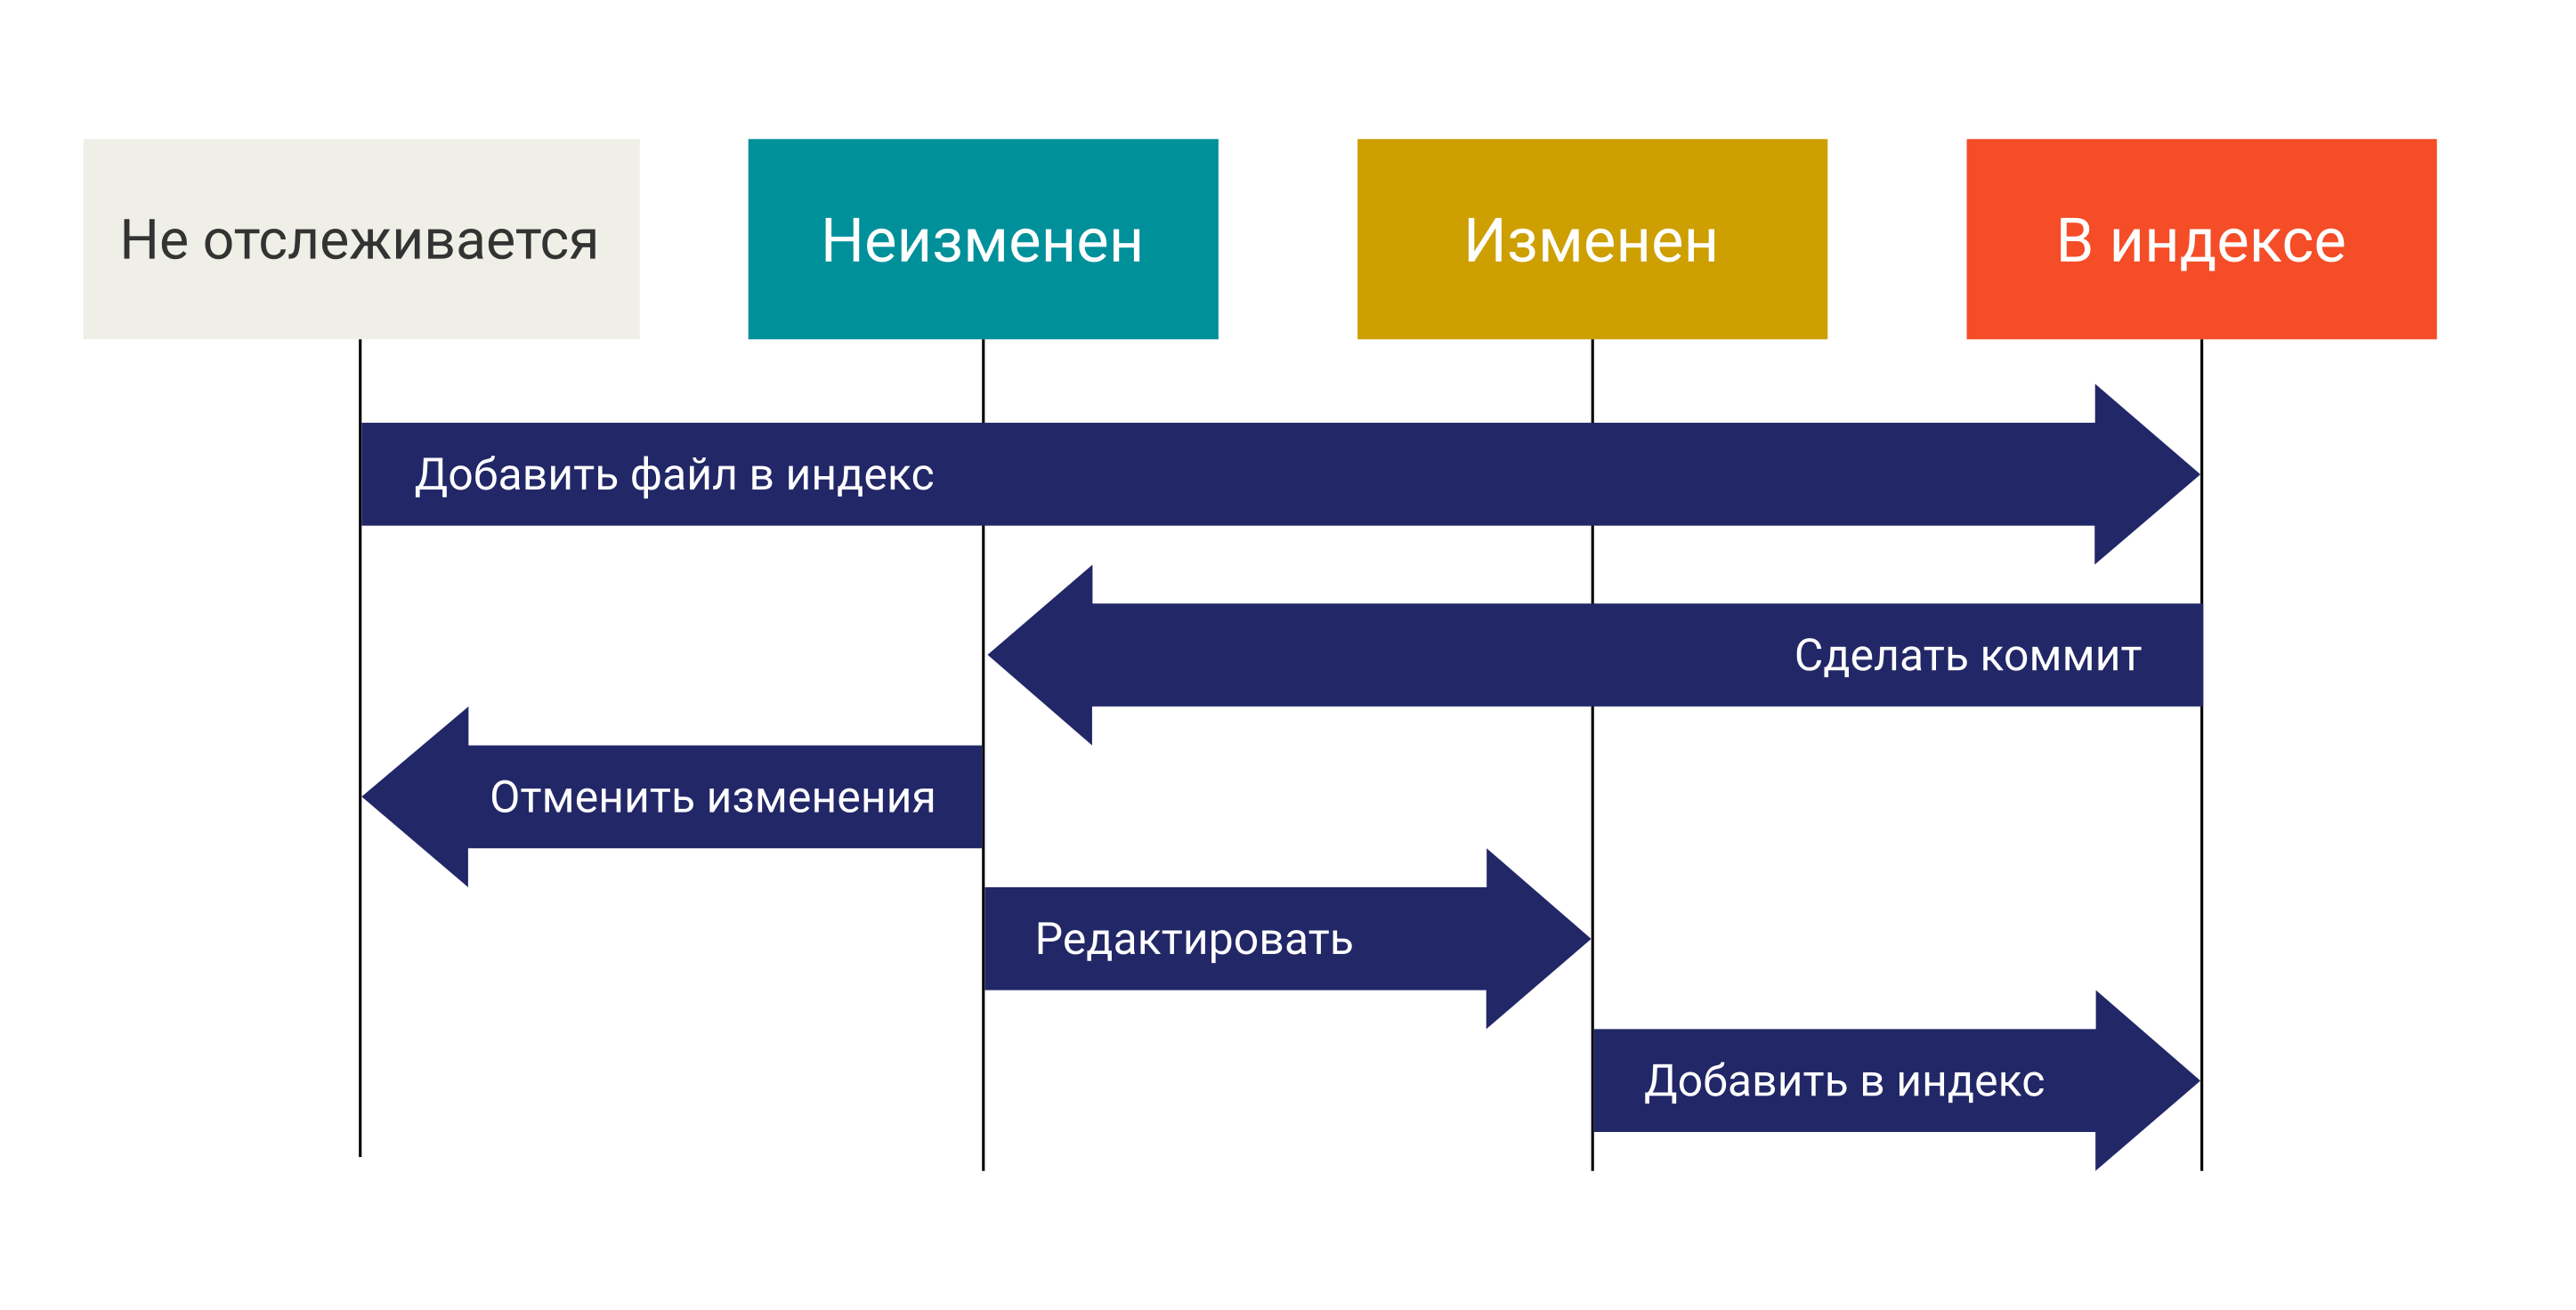 Не отслеживается
Неизменен
Изменен
В индексе
Добавить файл в индекс
Сделать коммит
Отменить изменения
Редактировать
Добавить в индекс